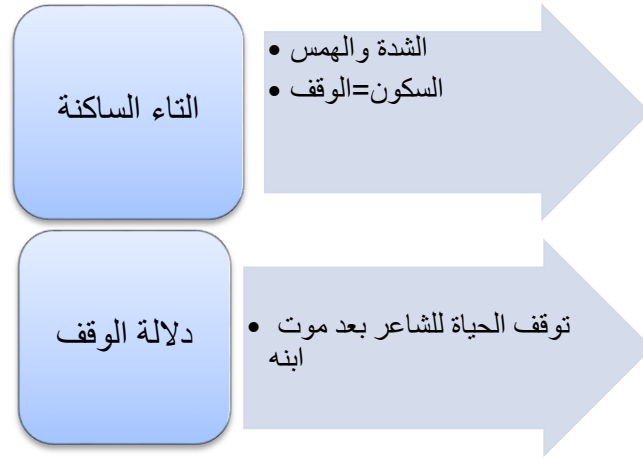 التاء الساكنة
• الشدة والهمس
• السكون=الوقف
دلالة الوقف
• توقف الحياة للشاعر بعد موت
ابنه